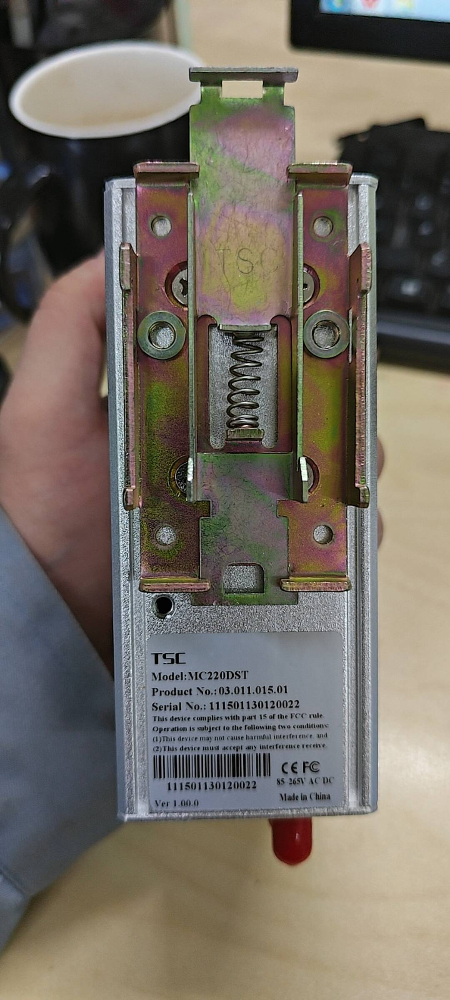 TSC
TSC
Model:MC220DST
Product No.:03.011.015.01
Serial No.: 111501130120022
This device complies with part 15 of the FCC rule.
Operation is subject to the following two conditions:
(1)This device may not cause harmful interference, and
(2)This device must accept any interference receive.
CE FC
111501130120022
85-265V AC DC
Ver 1.00.0
Made in China